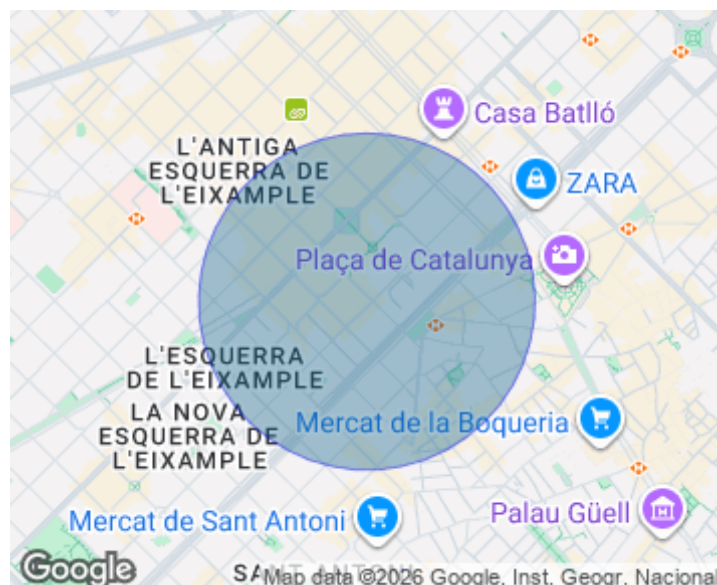 Casa Batlló
L'ANTIGA
ESQUERRA DE
L'EIXAMPLE
ZARA
Plaça de Catalunya
L'ESQUERRA
DE L'EIXAMPLE
LA NOVA
ESQUERRA DE
L'EIXAMPLE
Mercat de la Boqueria
Mercat de Sant Antoni
Palau Güell
Google
Map data ©2026 Google, Inst. Geogr. Nacional